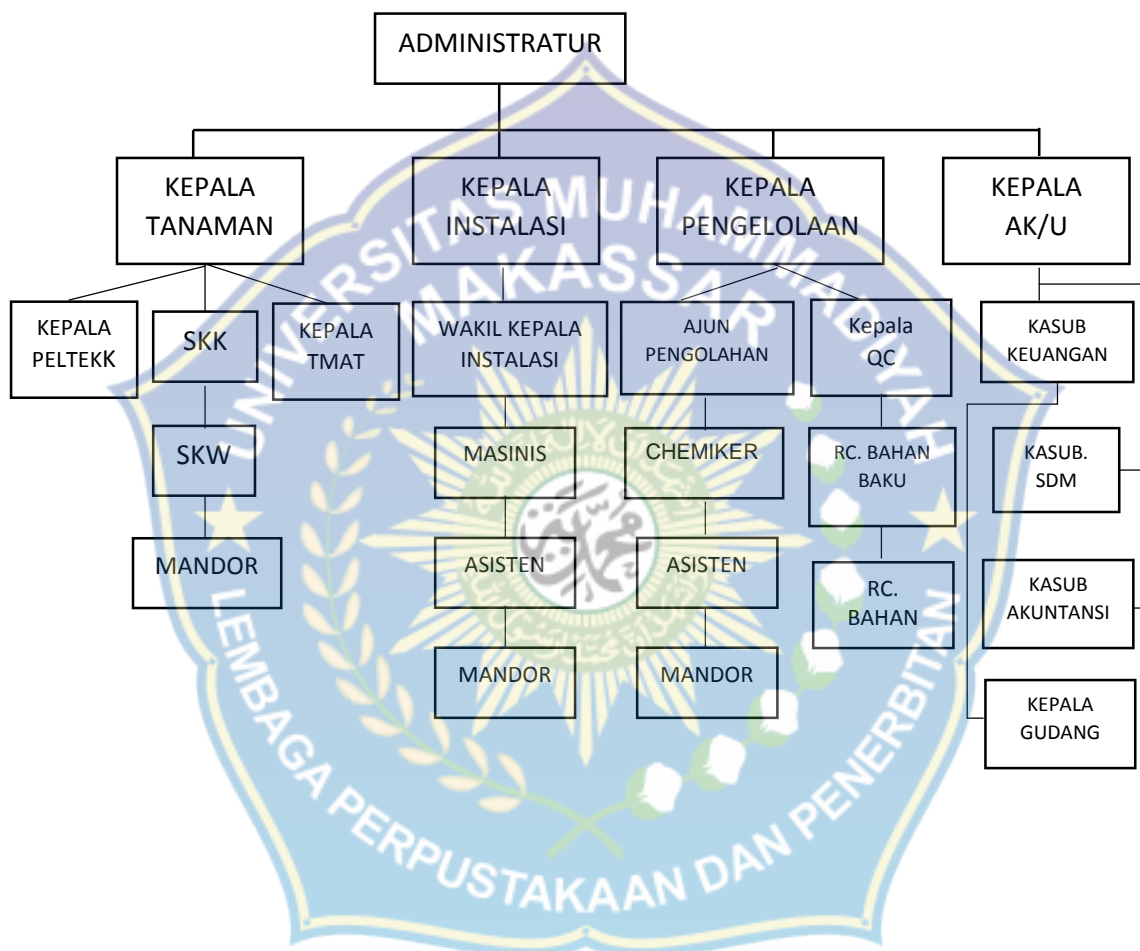 ADMINISTRATUR
KEPALA
TANAMAN
KEPALA
INSTALASI
KEPALA
PENGELOLAAN
KEPALA
AK/U
KEPALA
PELTEKK
SKK
KEPALA
TMAT
WAKIL KEPALA
INSTALASI
AJUN
PENGOLAHAN
Kepala
QC
KASUB
KEUANGAN
SKW
MASINIS
CHEMIKER
RC. BAHAN
BAKU
KASUB.
SDM
MANDOR
ASISTEN
ASISTEN
RC.
BAHAN
KASUB
AKUNTANSI
MANDOR
MANDOR
KEPALA
GUDANG
UNIVERSITAS MUHAMMADIYAH
MAKASSAR
LEMBAGA PERPUSTAKAAN DAN PENERBITAN